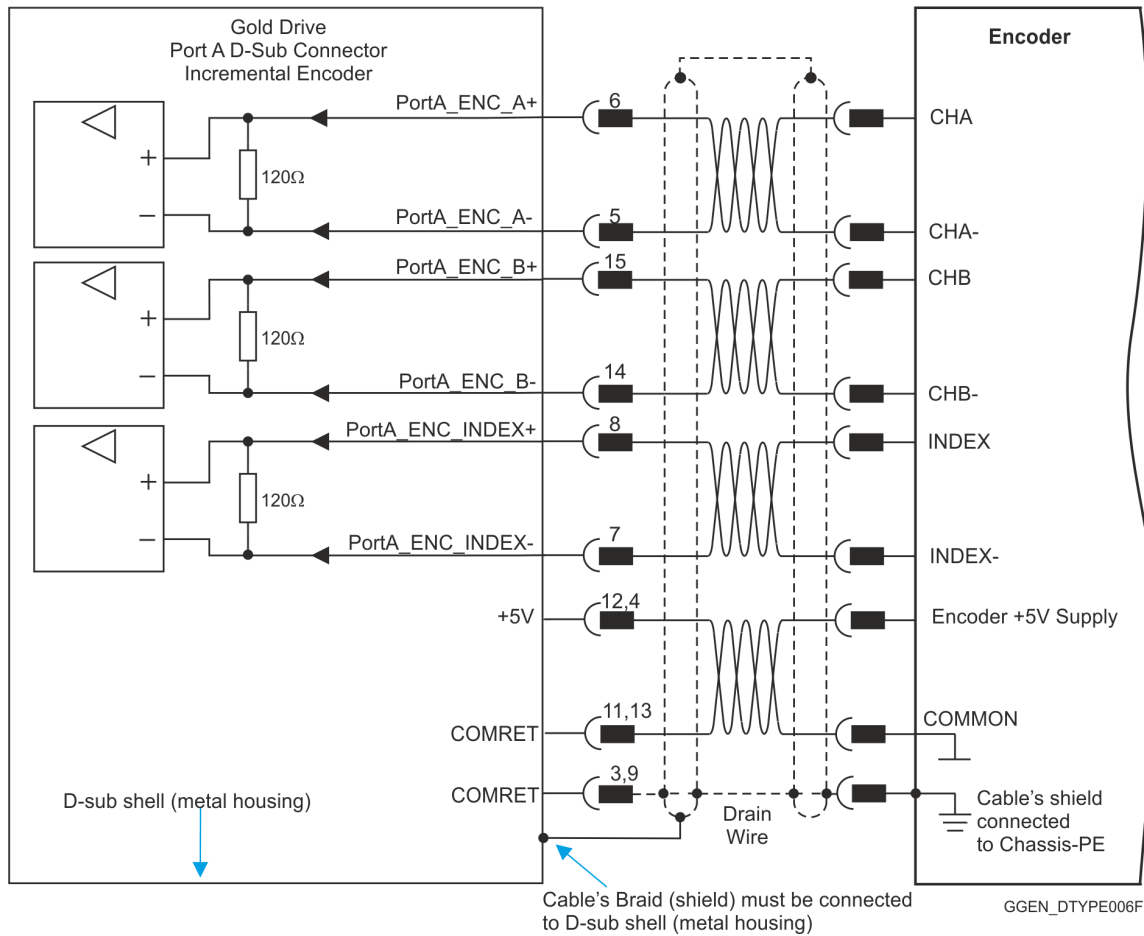 Gold Drive
Port A D-Sub Connector
Incremental Encoder
Encoder
PortA_ENC_A+
6
CHA
+
120Ω
−
PortA_ENC_A-
5
CHA-
PortA_ENC_B+
15
CHB
+
120Ω
−
PortA_ENC_B-
14
CHB-
PortA_ENC_INDEX+
8
INDEX
+
120Ω
−
PortA_ENC_INDEX-
7
INDEX-
+5V
12,4
Encoder +5V Supply
COMRET
11,13
COMMON
COMRET
3,9
D-sub shell (metal housing)
Drain
Wire
Cable's shield
connected
to Chassis-PE
Cable's Braid (shield) must be connected
to D-sub shell (metal housing)
GGEN_DTYPE006F